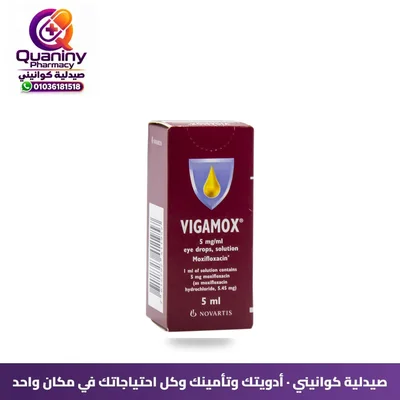 Quaniny
Pharmacy
صيدلية كوانيني
01036181518
VIGAMOX®
5 mg/ml
eye drops, solution
Moxifloxacin
1 ml of solution contains
5 mg moxifloxacin
(as moxifloxacin
hydrochloride, 5.45 mg)
5 ml
NOVARTIS
صيدلية كوانيني - أدويتك وتأمينك وكل احتياجاتك في مكان واحد